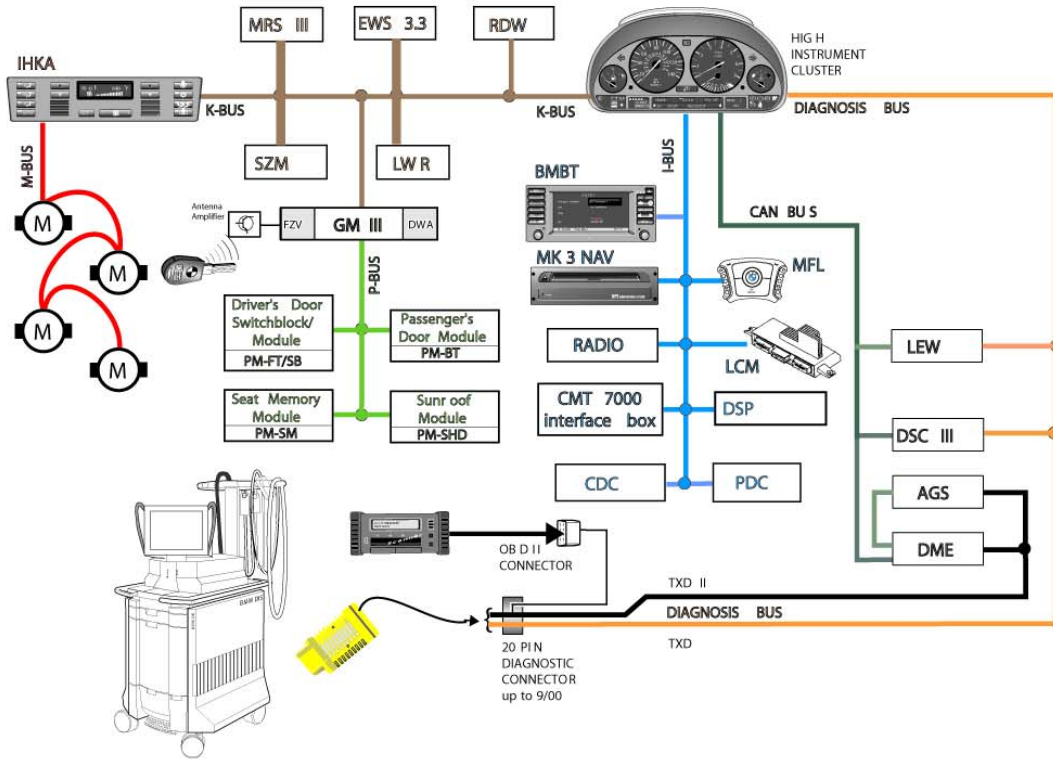 MRS III
EWS 3.3
RDW
HIG H
INSTRUMENT
CLUSTER
IHKA
K-BUS
K-BUS
DIAGNOSIS BUS
M-BUS
SZM
LW R
I-BUS
BMBT
CAN BU S
Antenna
Amplifier
FZV
GM III
DWA
M
M
M
M
P-BUS
MK 3 NAV
MFL
Driver's Door
Switchblock/
Module
PM-FT/SB
Passenger's
Door Module
PM-BT
RADIO
LCM
LEW
Seat Memory
Module
PM-SM
Sunr oof
Module
PM-SHD
CMT 7000
interface box
DSP
DSC III
CDC
PDC
AGS
DME
OB D II
CONNECTOR
TXD II
DIAGNOSIS BUS
TXD
20 PI N
DIAGNOSTIC
CONNECTOR
up to 9/00